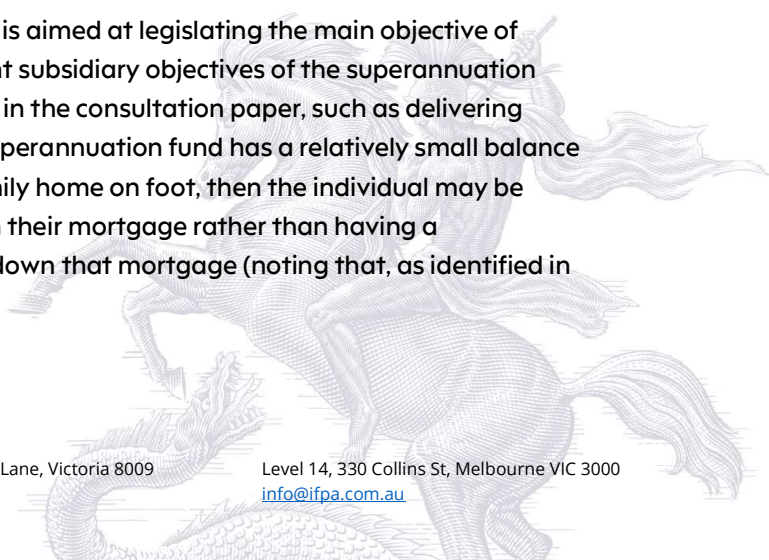 is aimed at legislating the main objective of
t subsidiary objectives of the superannuation
in the consultation paper, such as delivering
perannuation fund has a relatively small balance
ily home on foot, then the individual may be
their mortgage rather than having a
down that mortgage (noting that, as identified in
Lane, Victoria 8009
Level 14, 330 Collins St, Melbourne VIC 3000
info@ifpa.com.au